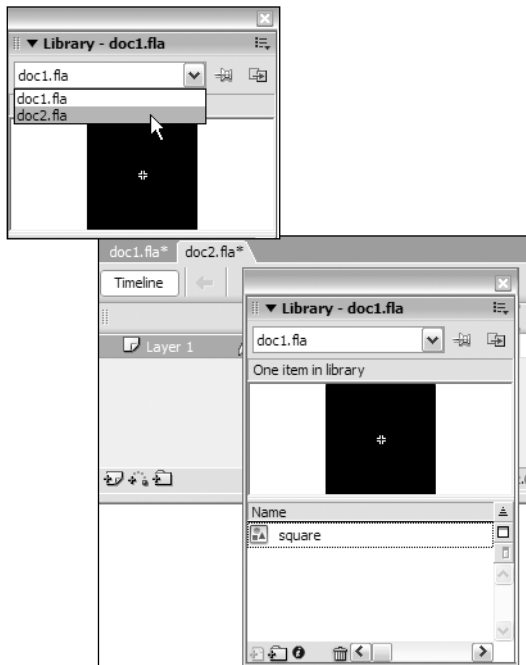 Library - doc1.fla
doc1.fla
doc1.fla
doc2.fla
doc1.fla* doc2.fla*
Timeline
Library - doc1.fla
doc1.fla
Layer 1
One item in library
Name
square